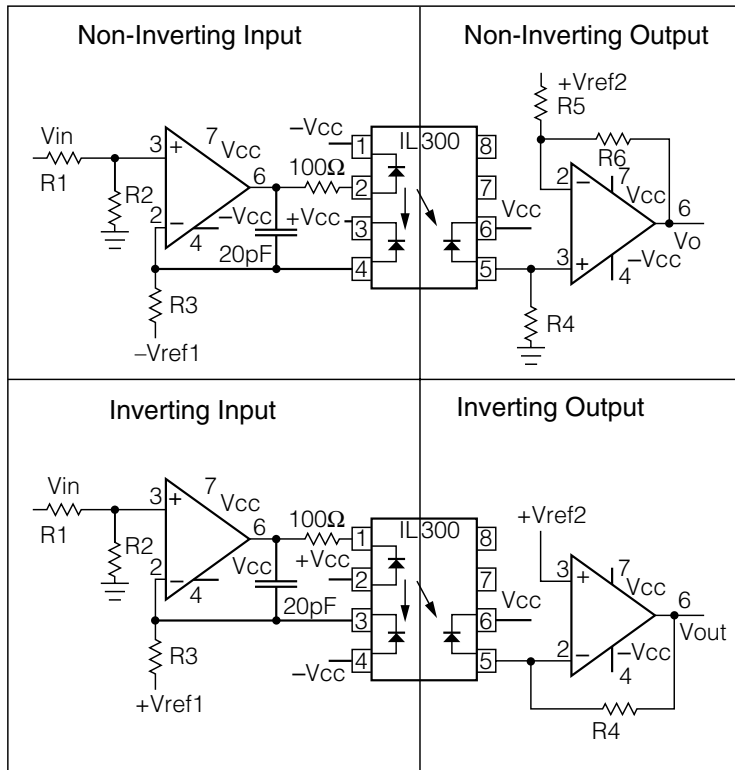 Non-Inverting Input
Non-Inverting Output
Vin
R1
R2
3
+
2
−
7
Vcc
6
−Vcc
4
20pF
100Ω
R3
−Vref1
−Vcc
+Vcc
IL300
1
2
3
4
8
7
6
5
Vcc
+Vref2
R5
R6
2
−
3
+
7
Vcc
6
Vo
−Vcc
4
R4
Inverting Input
Inverting Output
Vin
R1
R2
3
+
2
−
7
Vcc
6
Vcc
4
20pF
100Ω
R3
+Vref1
+Vcc
−Vcc
IL300
1
2
3
4
8
7
6
5
Vcc
+Vref2
3
+
2
−
7
Vcc
6
Vout
−Vcc
4
R4